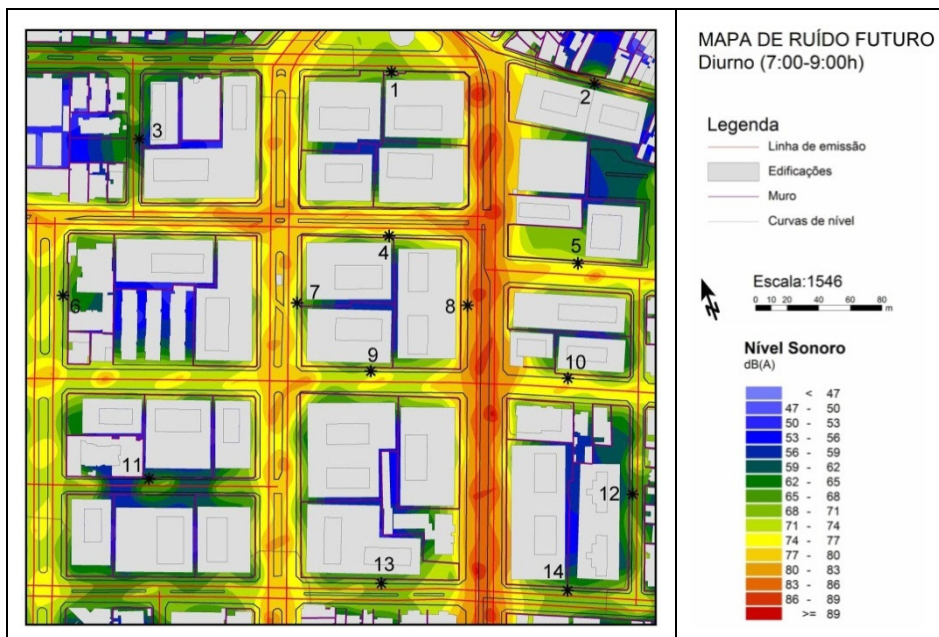 1
2
3
4
5
6
7
8
9
10
11
12
13
14
MAPA DE RUÍDO FUTURO
Diurno (7:00-9:00h)
Legenda
Linha de emissão
Edificações
Muro
Curvas de nível
Escala:1546
0 10 20 40 60 80
m
Nível Sonoro
dB(A)
< 47
47 - 50
50 - 53
53 - 56
56 - 59
59 - 62
62 - 65
65 - 68
68 - 71
71 - 74
74 - 77
77 - 80
80 - 83
83 - 86
86 - 89
>= 89